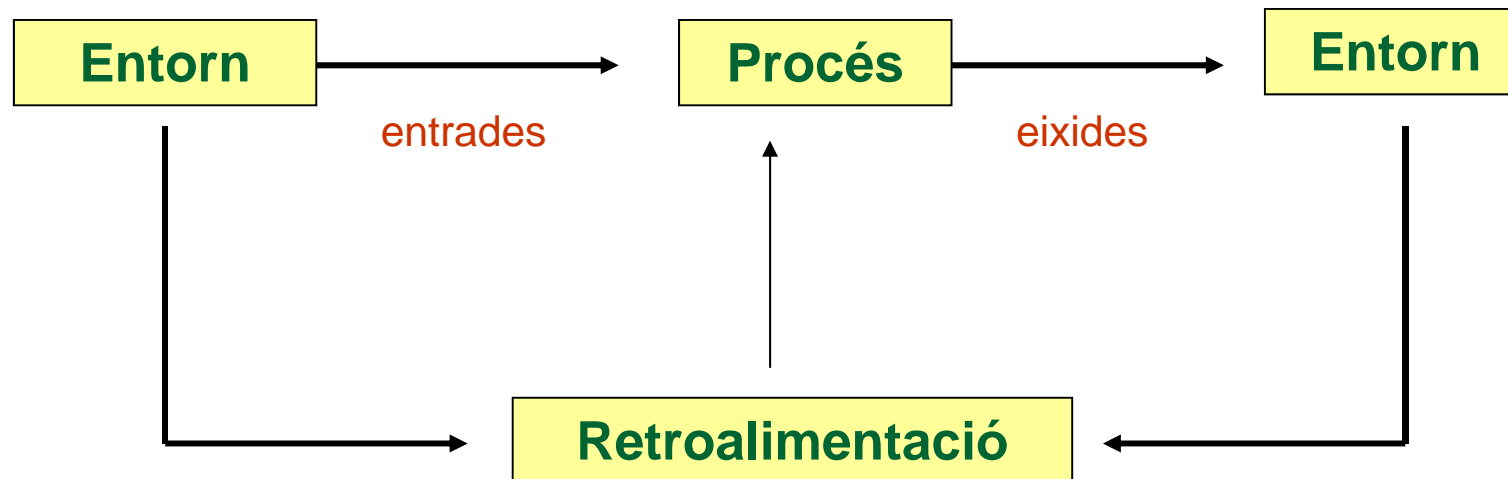 Entorn
Procés
Entorn
entrades
eixides
Retroalimentació